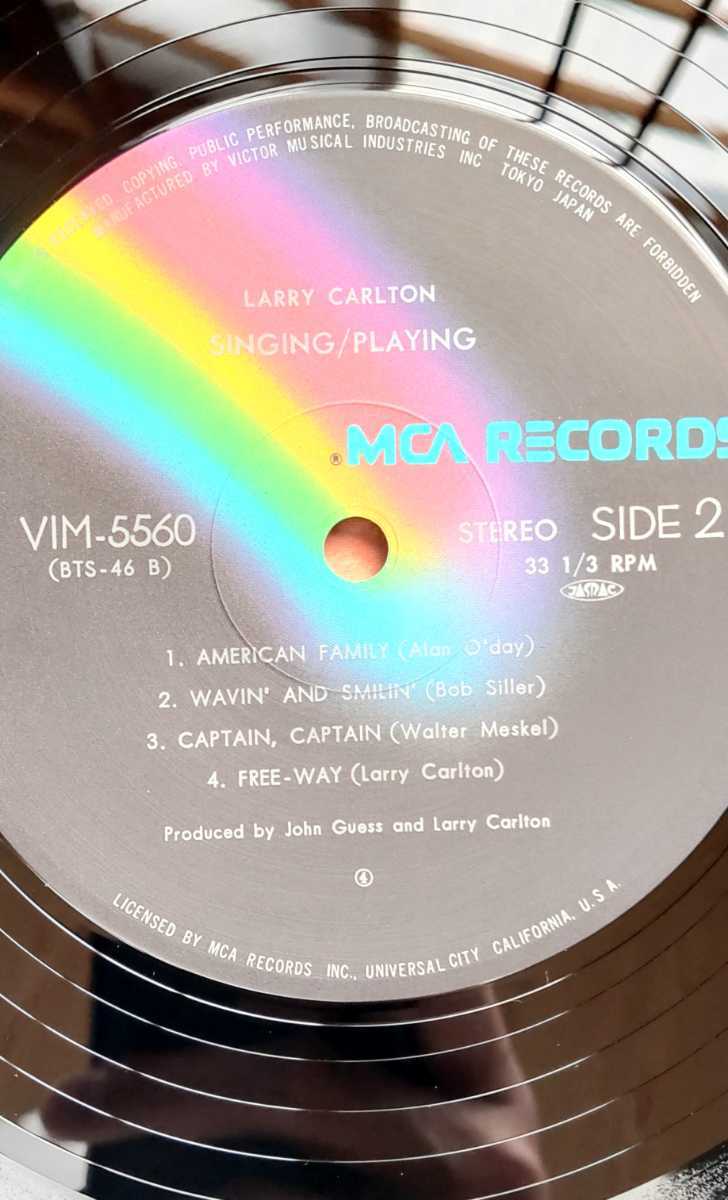 COPYING, PUBLIC PERFORMANCE, BROADCASTING OF THESE RECORDS ARE FORBIDDEN
MANUFACTURED BY VICTOR MUSICAL INDUSTRIES INC TOKYO JAPAN
LARRY CARLTON
SINGING/PLAYING
® MCA RECORDS
VIM-5560
(BTS-46 B)
STEREO SIDE 2
33 1/3 RPM
JASRAC
1. AMERICAN FAMILY (Alan O'day)
2. WAVIN' AND SMILIN' (Bob Siller)
3. CAPTAIN, CAPTAIN (Walter Meskel)
4. FREE-WAY (Larry Carlton)
Produced by John Guess and Larry Carlton
④
LICENSED BY MCA RECORDS INC., UNIVERSAL CITY CALIFORNIA, U.S.A.